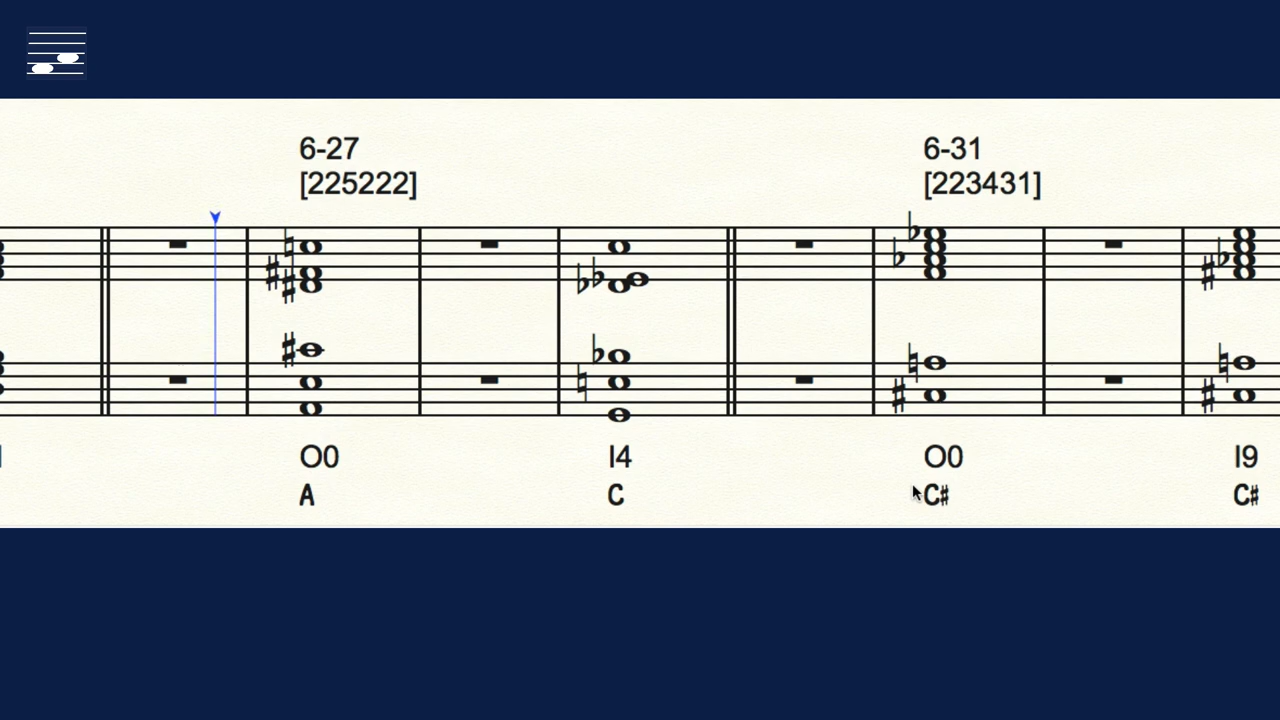 6-27
[225222]
6-31
[223431]
O0
I4
O0
I9
A
C
C♯
C♯